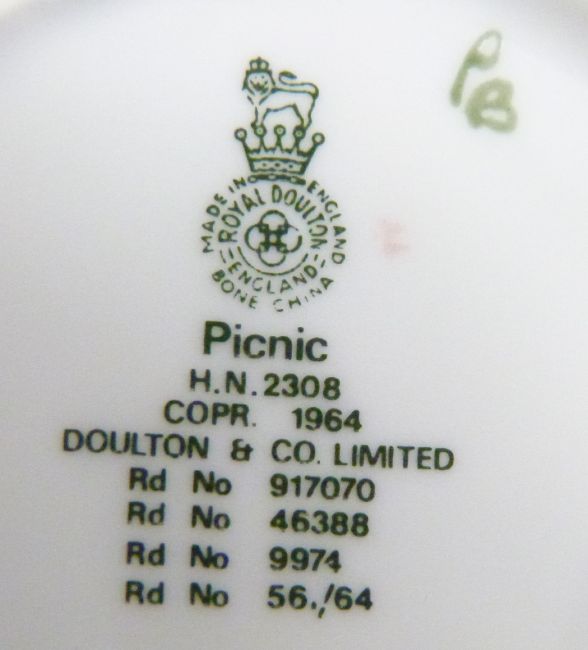 PB
MADE IN ENGLAND
ROYAL DOULTON
ENGLAND
BONE CHINA
Picnic
H.N. 2308
COPR. 1964
DOULTON & CO. LIMITED
Rd No 917070
Rd No 46388
Rd No 9974
Rd No 56./64